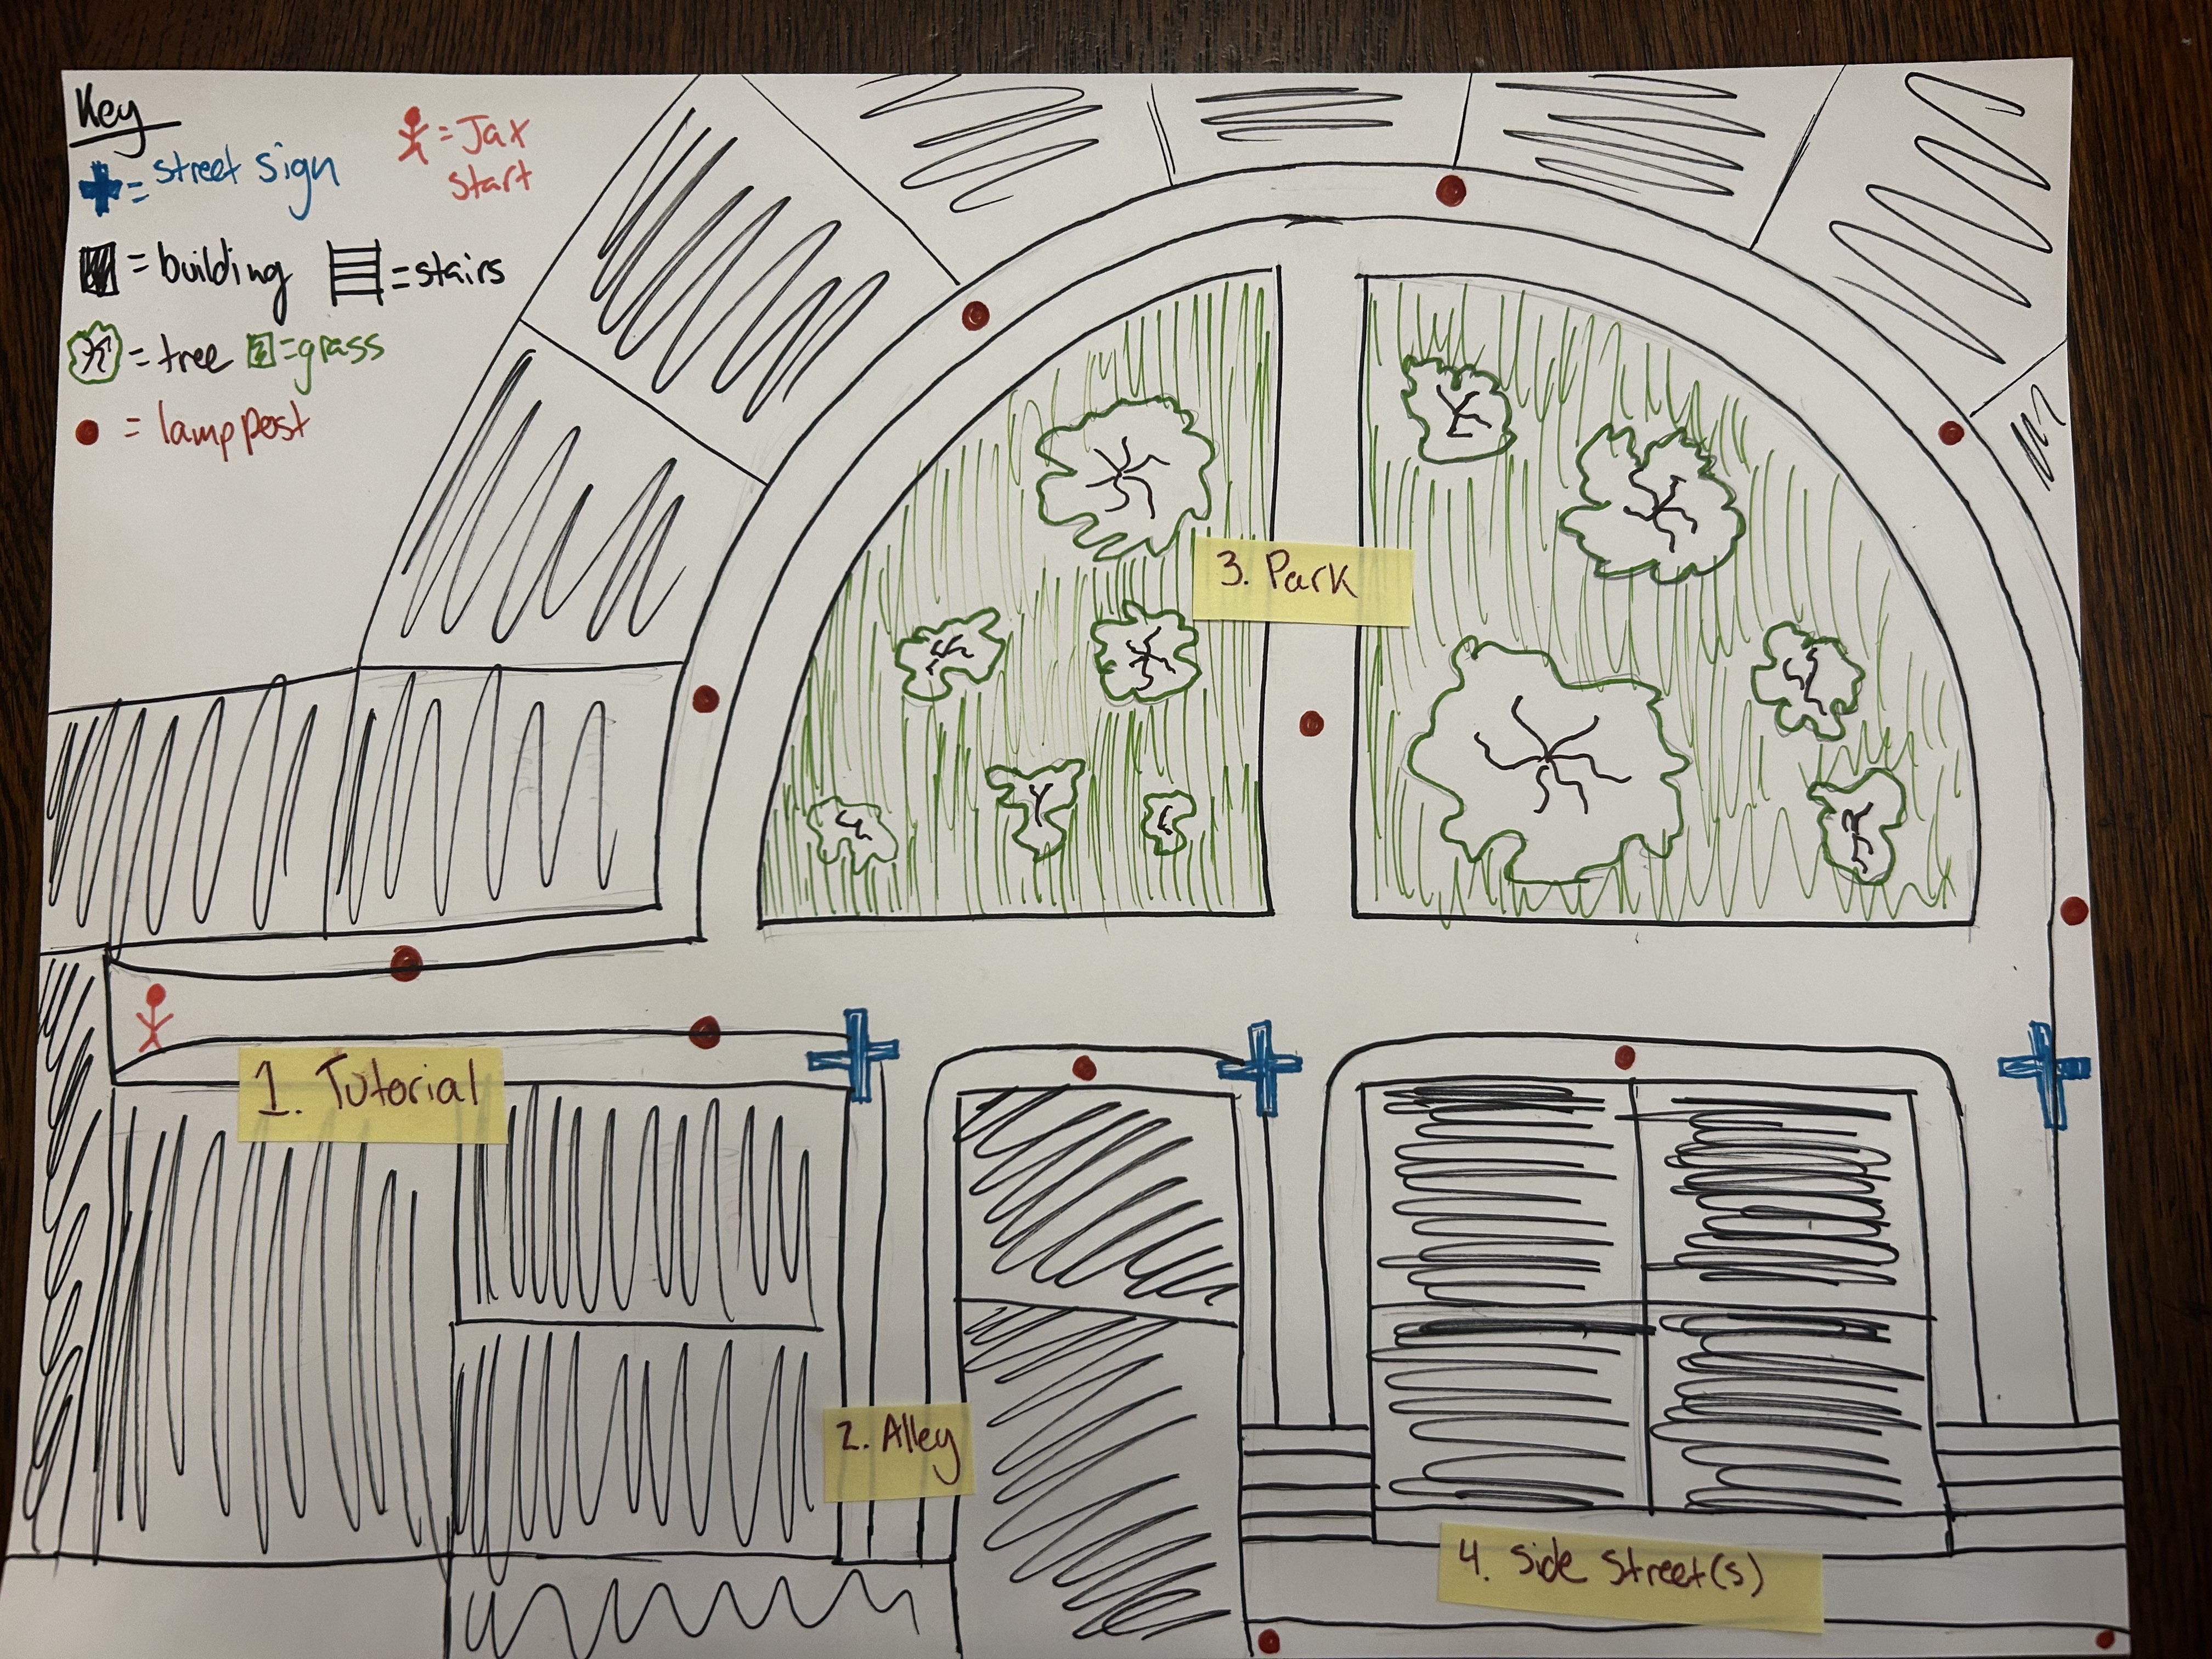 Key
= street sign
= Jax
start
= building
= stairs
= tree
= grass
= lamp post
3. Park
1. Tutorial
2. Alley
4. Side Street(s)